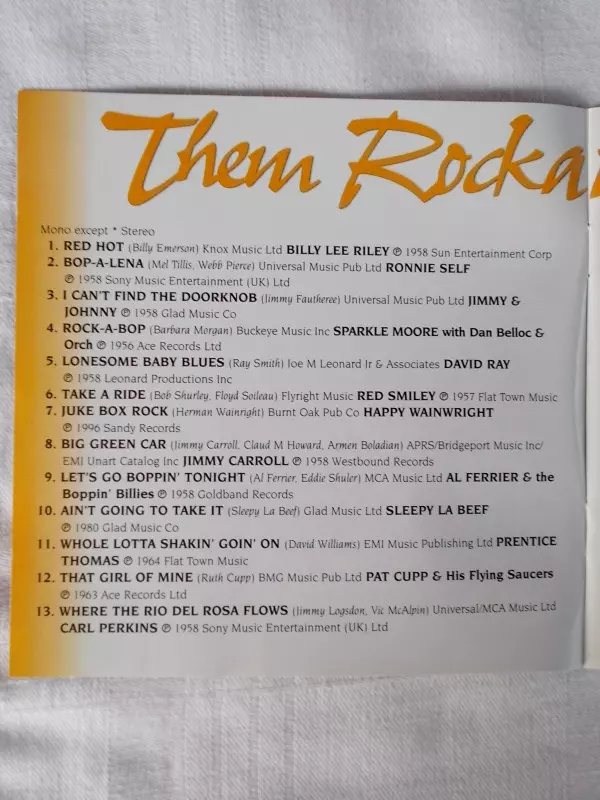 Them Rocka
Mono except * Stereo
1. RED HOT (Billy Emerson) Knox Music Ltd BILLY LEE RILEY ℗ 1958 Sun Entertainment Corp
2. BOP-A-LENA (Mel Tillis, Webb Pierce) Universal Music Pub Ltd RONNIE SELF
℗ 1958 Sony Music Entertainment (UK) Ltd
3. I CAN'T FIND THE DOORKNOB (Jimmy Fautheree) Universal Music Pub Ltd JIMMY &
JOHNNY ℗ 1958 Glad Music Co
4. ROCK-A-BOP (Barbara Morgan) Buckeye Music Inc SPARKLE MOORE with Dan Belloc &
Orch ℗ 1956 Ace Records Ltd
5. LONESOME BABY BLUES (Ray Smith) Joe M Leonard Jr & Associates DAVID RAY
℗ 1958 Leonard Productions Inc
6. TAKE A RIDE (Bob Shurley, Floyd Soileau) Flyright Music RED SMILEY ℗ 1957 Flat Town Music
7. JUKE BOX ROCK (Herman Wainright) Burnt Oak Pub Co HAPPY WAINWRIGHT
℗ 1996 Sandy Records
8. BIG GREEN CAR (Jimmy Carroll, Claud M Howard, Armen Boladian) APRS/Bridgeport Music Inc/
EMI Unart Catalog Inc JIMMY CARROLL ℗ 1958 Westbound Records
9. LET'S GO BOPPIN' TONIGHT (Al Ferrier, Eddie Shuler) MCA Music Ltd AL FERRIER & the
Boppin' Billies ℗ 1958 Goldband Records
10. AIN'T GOING TO TAKE IT (Sleepy La Beef) Glad Music Ltd SLEEPY LA BEEF
℗ 1980 Glad Music Co
11. WHOLE LOTTA SHAKIN' GOIN' ON (David Williams) EMI Music Publishing Ltd PRENTICE
THOMAS ℗ 1964 Flat Town Music
12. THAT GIRL OF MINE (Ruth Cupp) BMG Music Pub Ltd PAT CUPP & His Flying Saucers
℗ 1963 Ace Records Ltd
13. WHERE THE RIO DEL ROSA FLOWS (Jimmy Logsdon, Vic McAlpin) Universal/MCA Music Ltd
CARL PERKINS ℗ 1958 Sony Music Entertainment (UK) Ltd